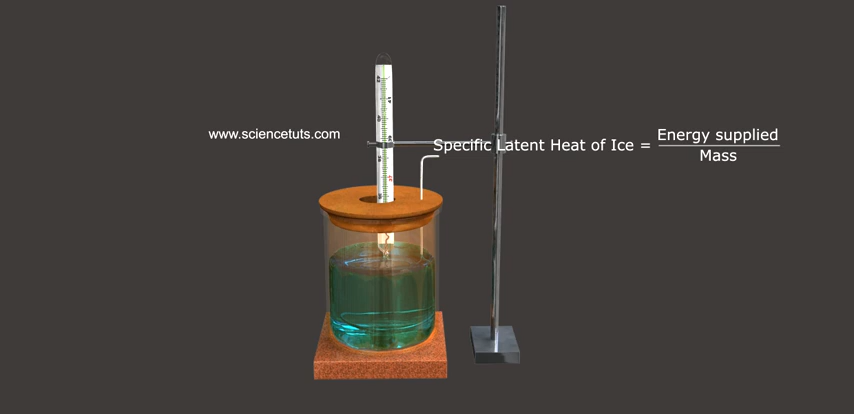 www.sciencetuts.com
Specific Latent Heat of Ice = Energy supplied
Mass